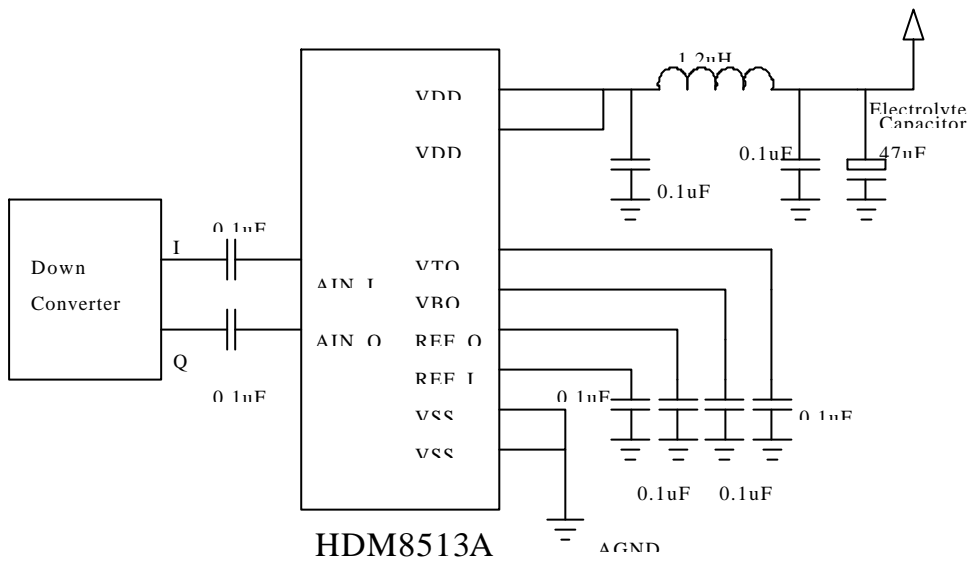 1.2uH
VDD
Electrolyte
Capacitor
VDD
0.1uF
47uF
0.1uF
0.1uF
I
Down
VTO
AIN_I
Converter
VBO
AIN_Q
REF_Q
Q
REF_I
0.1uF
0.1uF
VSS
0.1uF
VSS
0.1uF
0.1uF
HDM8513A
AGND